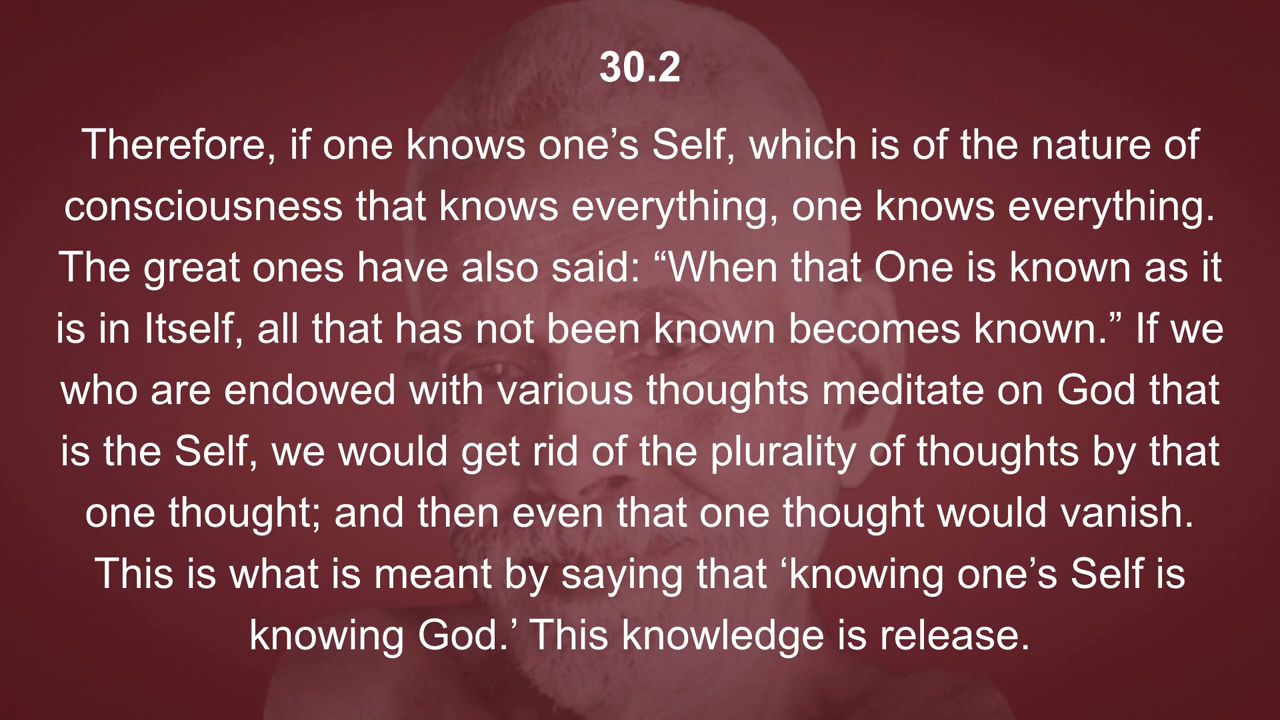 30.2
Therefore, if one knows one’s Self, which is of the nature of
consciousness that knows everything, one knows everything.
The great ones have also said: “When that One is known as it
is in Itself, all that has not been known becomes known.” If we
who are endowed with various thoughts meditate on God that
is the Self, we would get rid of the plurality of thoughts by that
one thought; and then even that one thought would vanish.
This is what is meant by saying that ‘knowing one’s Self is
knowing God.’ This knowledge is release.